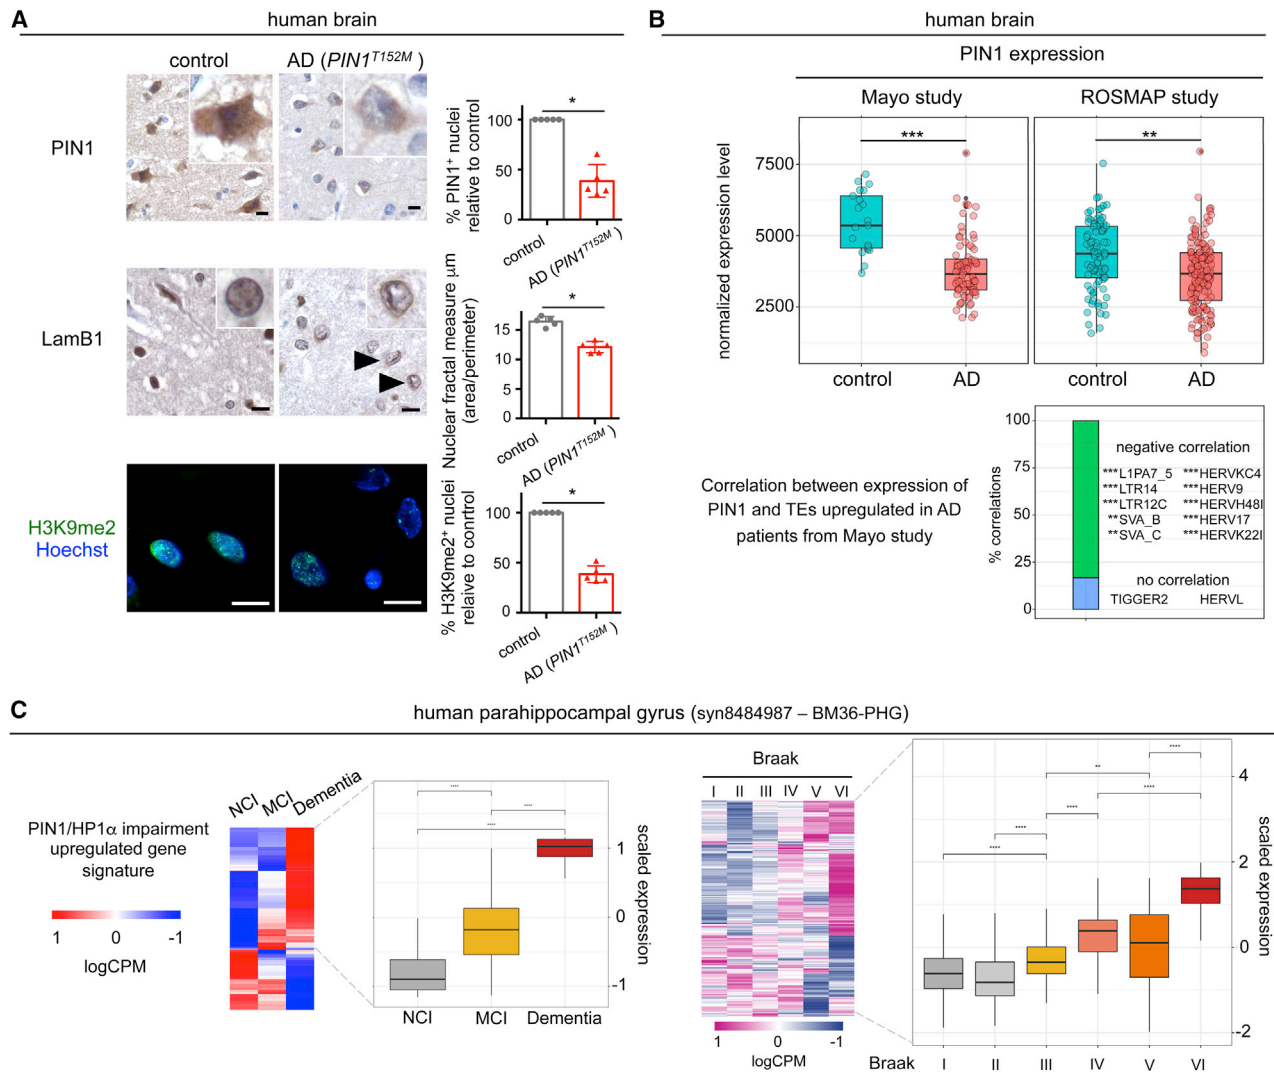 A
human brain
control
AD (PIN1T152M )
PIN1
LamB1
H3K9me2
Hoechst
% PIN1+ nuclei
relative to control
100
50
0
*
control
AD (PIN1T152M )
Nuclear fractal measure µm
(area/perimeter)
15
10
5
0
*
control
AD (PIN1T152M )
% H3K9me2+ nuclei
relaive to conrtrol
100
50
0
*
control
AD (PIN1T152M )
B
human brain
PIN1 expression
Mayo study
ROSMAP study
normalized expression level
7500
5000
2500
***
**
control
AD
control
AD
Correlation between expression of
PIN1 and TEs upregulated in AD
patients from Mayo study
% correlations
100
75
50
25
0
negative correlation
***L1PA7_5 ***HERVKC4
***LTR14 ***HERV9
***LTR12C ***HERVH48I
**SVA_B ***HERV17
**SVA_C ***HERVK22I
no correlation
TIGGER2 HERVL
C
human parahippocampal gyrus (syn8484987 – BM36-PHG)
PIN1/HP1α impairment
upregulated gene
signature
1 0 -1
logCPM
NCI MCI Dementia
****
****
****
1
0
-1
scaled expression
NCI MCI Dementia
Braak
I II III IV V VI
1 0 -1
logCPM
****
**
****
****
****
****
4
2
0
-2
scaled expression
Braak I II III IV V VI